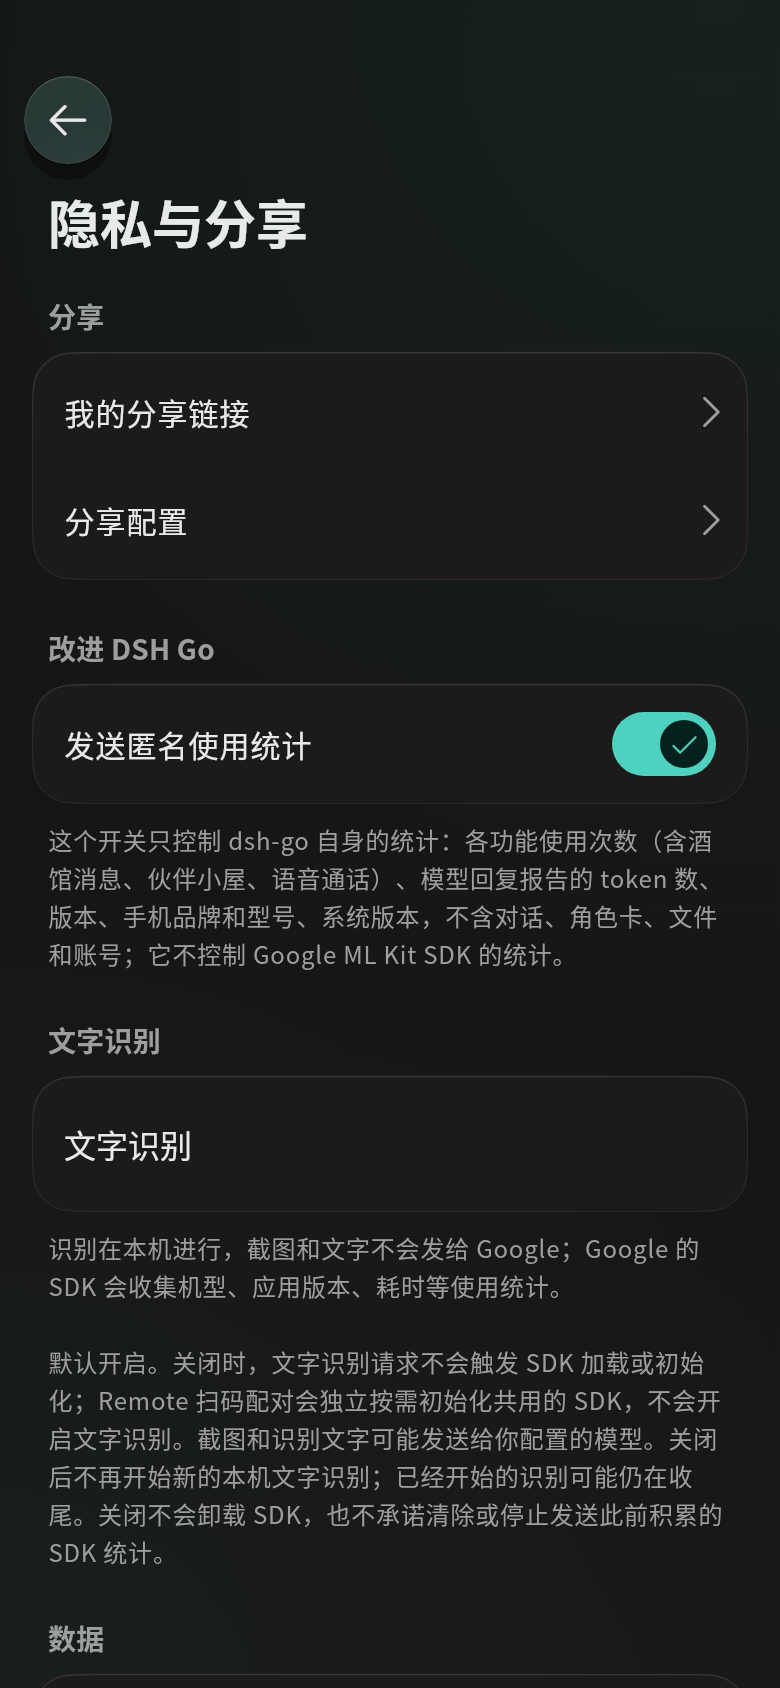 隐私与分享
分享
我的分享链接
分享配置
改进 DSH Go
发送匿名使用统计
这个开关只控制 dsh-go 自身的统计：各功能使用次数（含酒
馆消息、伙伴小屋、语音通话）、模型回复报告的 token 数、
版本、手机品牌和型号、系统版本，不含对话、角色卡、文件
和账号；它不控制 Google ML Kit SDK 的统计。
文字识别
文字识别
识别在本机进行，截图和文字不会发给 Google；Google 的
SDK 会收集机型、应用版本、耗时等使用统计。
默认开启。关闭时，文字识别请求不会触发 SDK 加载或初始
化；Remote 扫码配对会独立按需初始化共用的 SDK，不会开
启文字识别。截图和识别文字可能发送给你配置的模型。关闭
后不再开始新的本机文字识别；已经开始的识别可能仍在收
尾。关闭不会卸载 SDK，也不承诺清除或停止发送此前积累的
SDK 统计。
数据